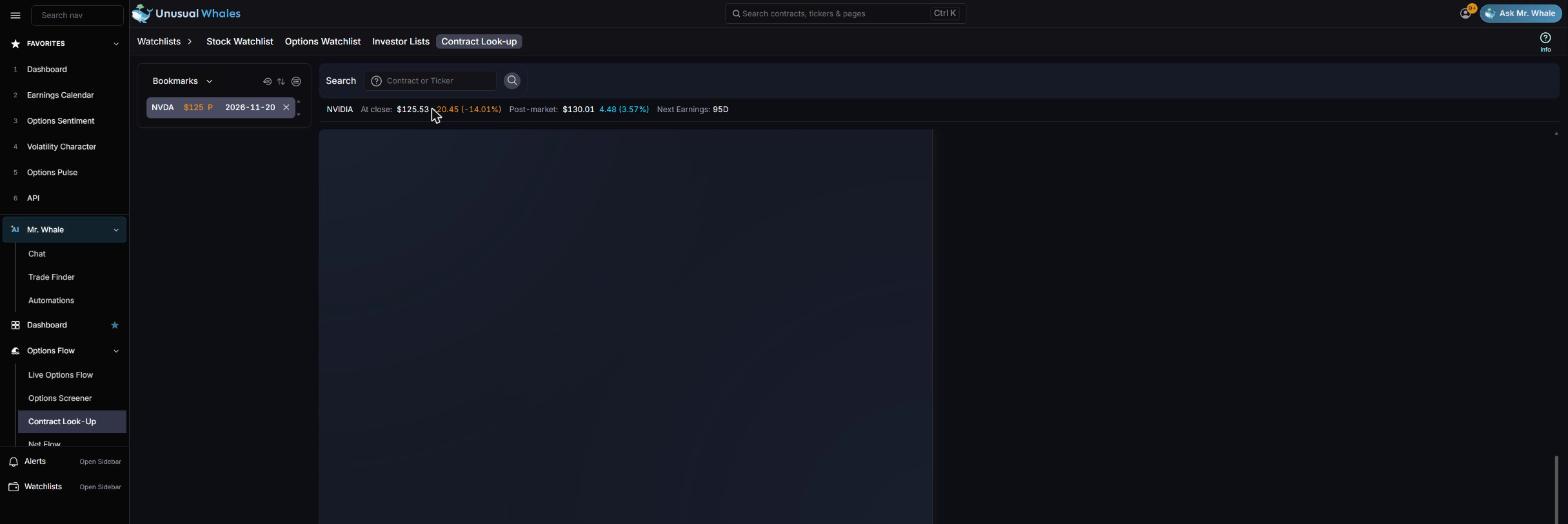 Search nav
Unusual Whales
Search contracts, tickers & pages
Ctrl K
9+
Ask Mr. Whale
FAVORITES
1 Dashboard
2 Earnings Calendar
3 Options Sentiment
4 Volatility Character
5 Options Pulse
6 API
AI Mr. Whale
Chat
Trade Finder
Automations
Dashboard
Options Flow
Live Options Flow
Options Screener
Contract Look-Up
Net Flow
Alerts Open Sidebar
Watchlists Open Sidebar
Watchlists > Stock Watchlist Options Watchlist Investor Lists Contract Look-up
Info
Bookmarks
NVDA $125 P 2026-11-20
Search Contract or Ticker
NVIDIA At close: $125.53 20.45 (-14.01%) Post-market: $130.01 4.48 (3.57%) Next Earnings: 95D